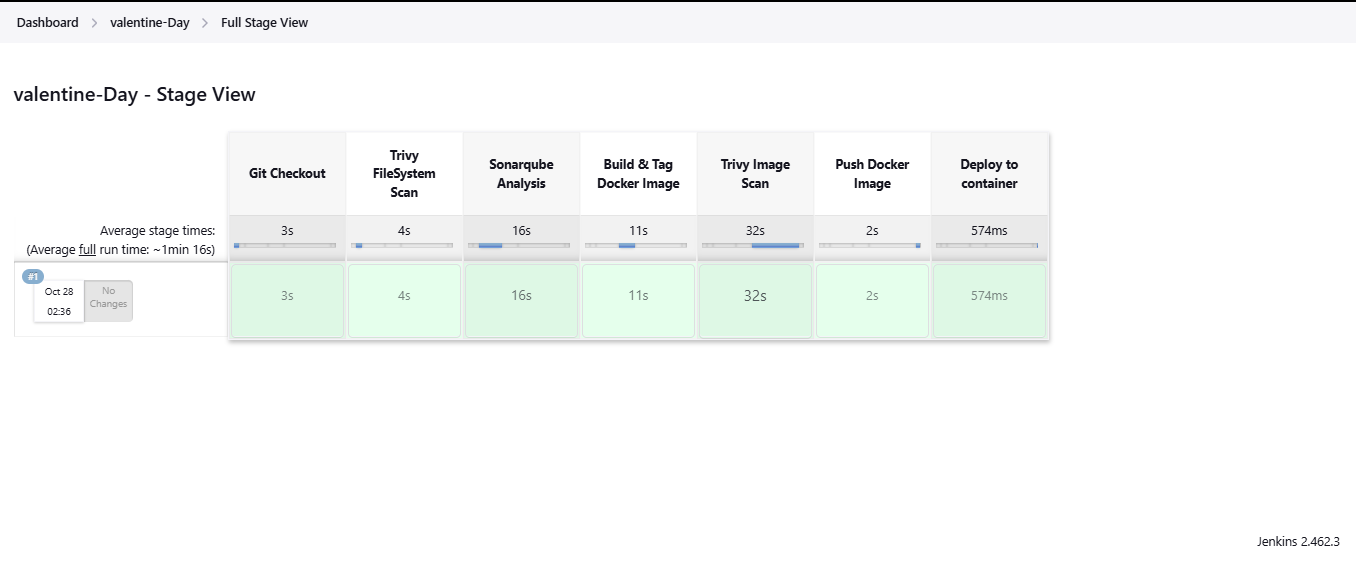 Dashboard > valentine-Day > Full Stage View
valentine-Day - Stage View
Git Checkout
Trivy
FileSystem
Scan
Sonarqube
Analysis
Build & Tag
Docker Image
Trivy Image
Scan
Push Docker
Image
Deploy to
container
Average stage times:
3s 4s 16s 11s 32s 2s 574ms
(Average full run time: ~1min 16s)
#1
Oct 28
02:36
No
Changes
3s 4s 16s 11s 32s 2s 574ms
Jenkins 2.462.3